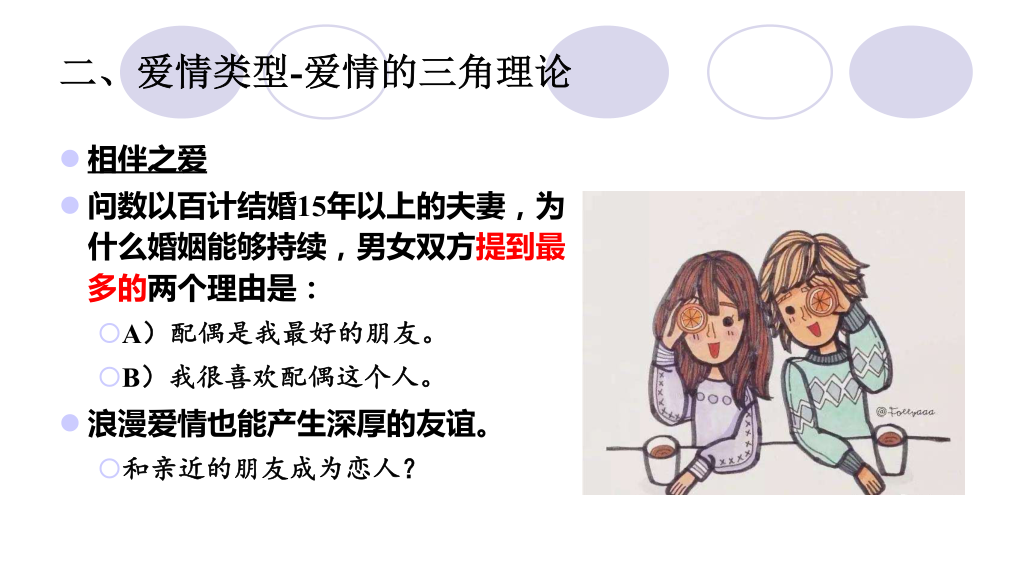 二、爱情类型-爱情的三角理论
相伴之爱
问数以百计结婚15年以上的夫妻，为
什么婚姻能够持续，男女双方提到最
多的两个理由是：
A）配偶是我最好的朋友。
B）我很喜欢配偶这个人。
浪漫爱情也能产生深厚的友谊。
和亲近的朋友成为恋人？
@Follyaaa